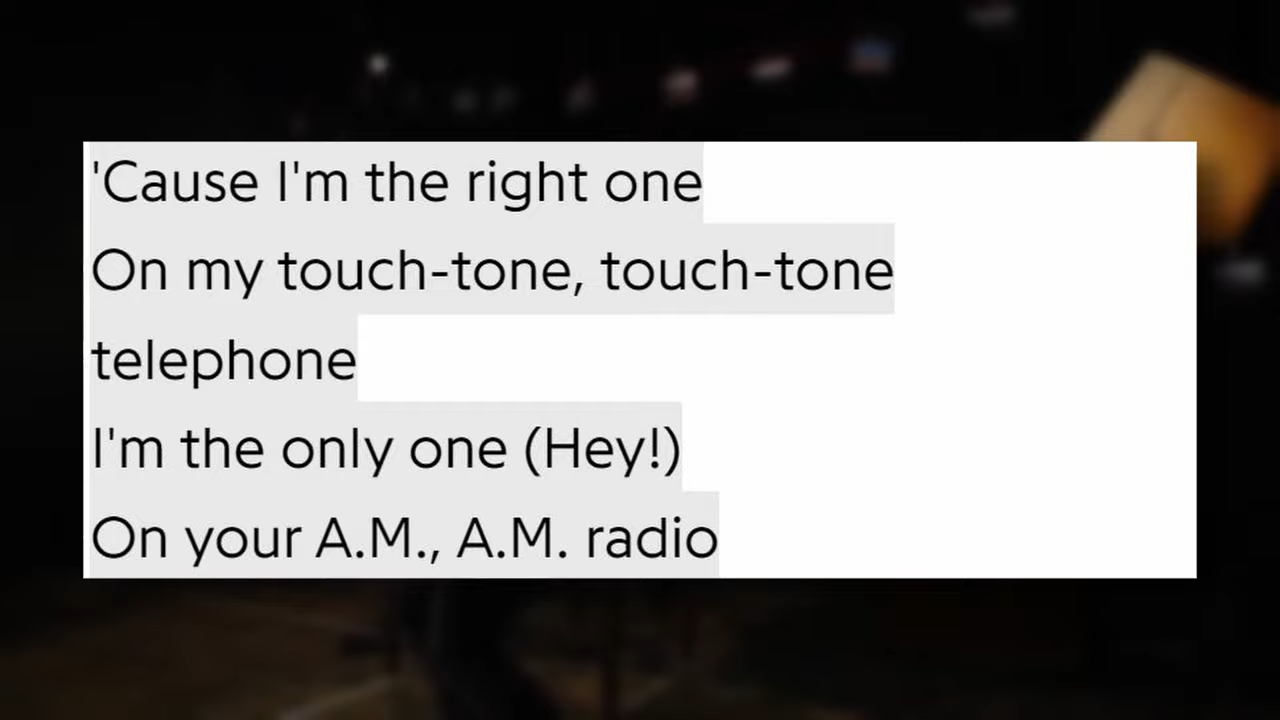 'Cause I'm the right one
On my touch-tone, touch-tone
telephone
I'm the only one (Hey!)
On your A.M., A.M. radio